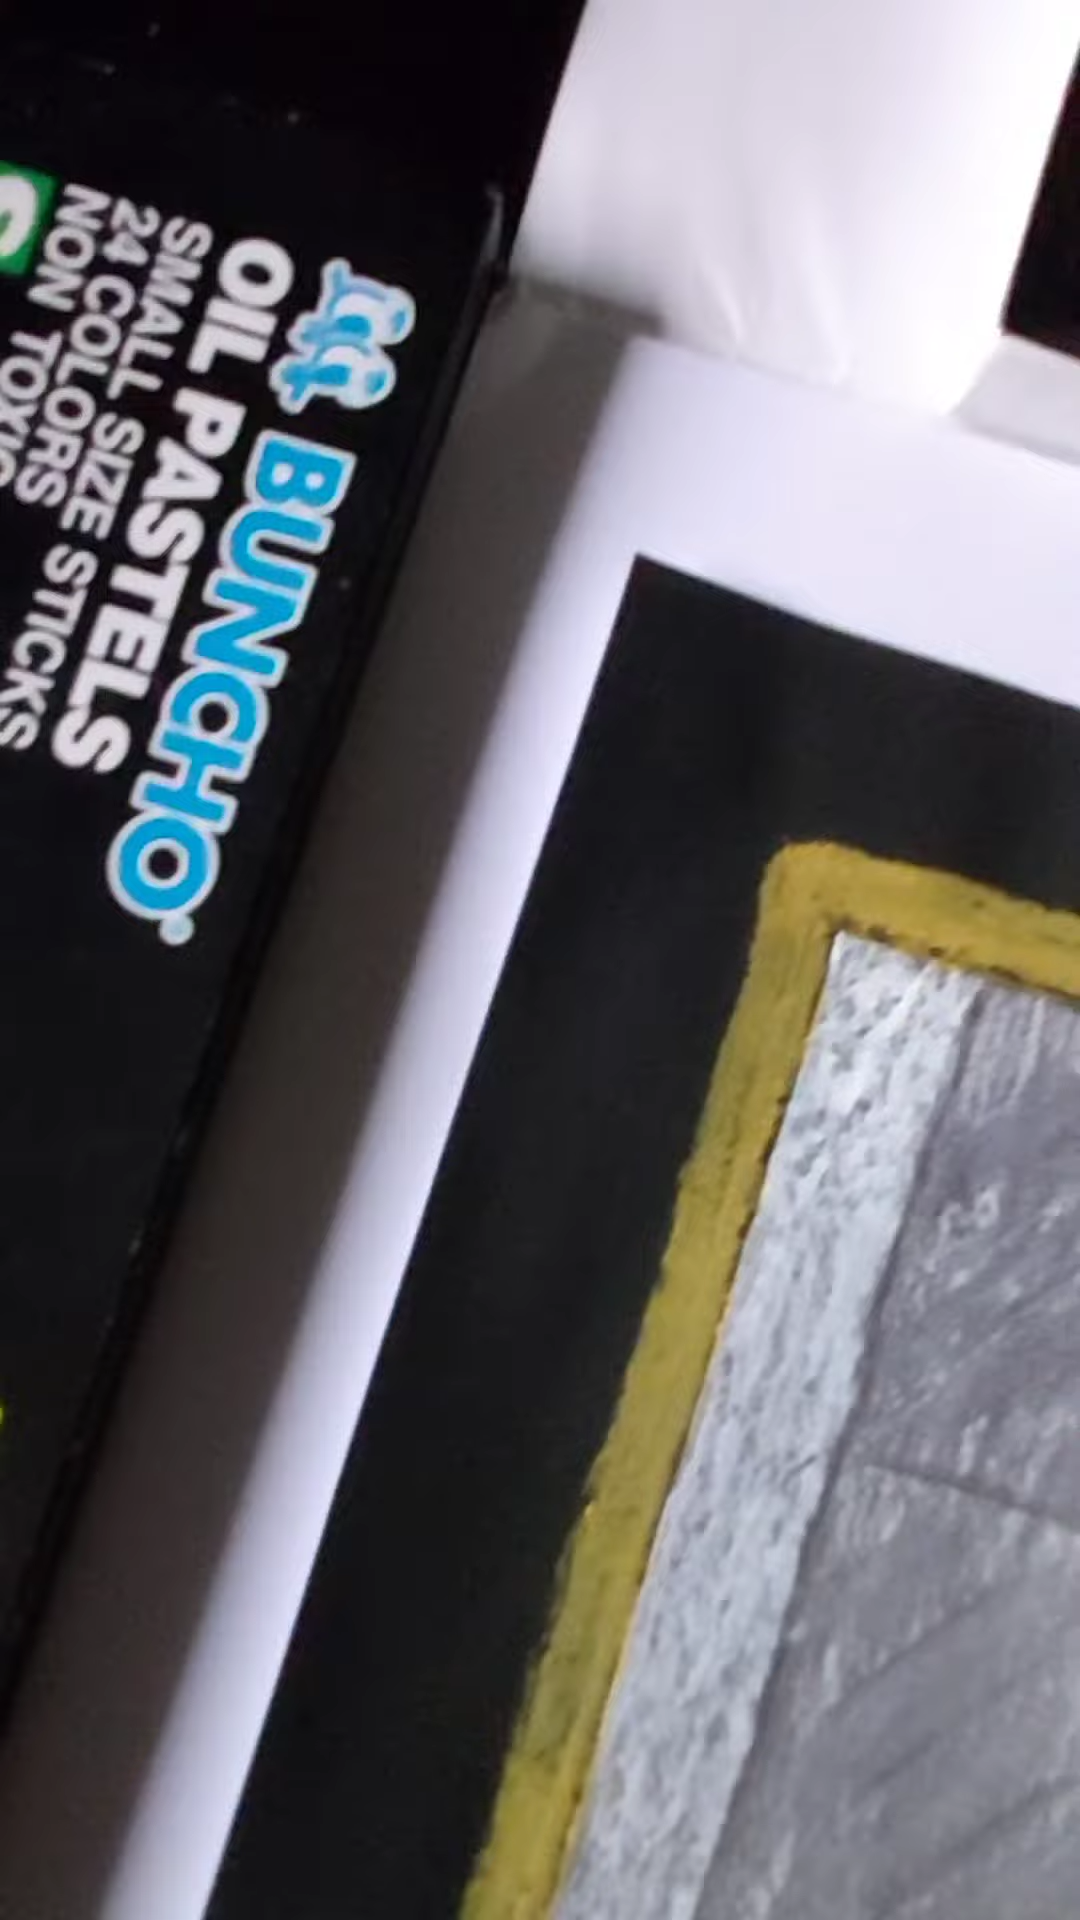 BUNCHO
OIL PASTELS
SMALL SIZE STICKS
24 COLORS
NON TOXIC
S